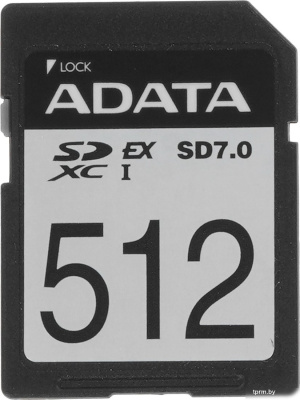 LOCK
ADATA
SD XC I EX SD7.0
512
tprm.by